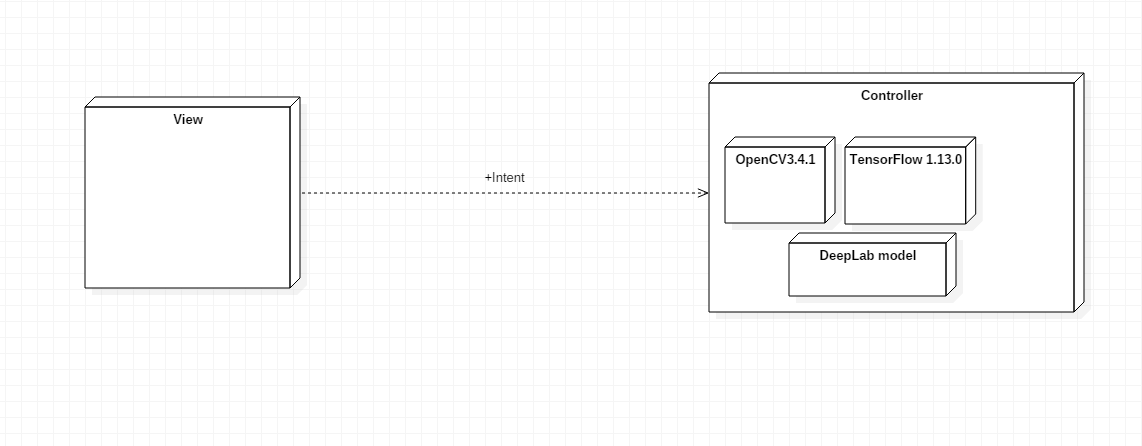 View
+Intent
Controller
OpenCV3.4.1
TensorFlow 1.13.0
DeepLab model